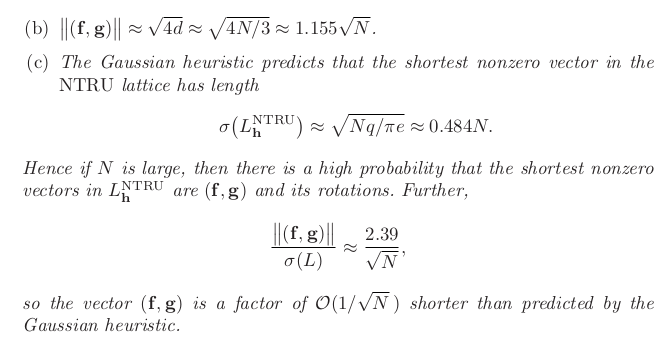 (b) ‖(f, g)‖ ≈ √4d ≈ √4N/3 ≈ 1.155√N.
(c) The Gaussian heuristic predicts that the shortest nonzero vector in the
NTRU lattice has length
σ(L_h^NTRU) ≈ √Nq/πe ≈ 0.484N.
Hence if N is large, then there is a high probability that the shortest nonzero
vectors in L_h^NTRU are (f, g) and its rotations. Further,
‖(f, g)‖ / σ(L) ≈ 2.39 / √N,
so the vector (f, g) is a factor of O(1/√N) shorter than predicted by the
Gaussian heuristic.